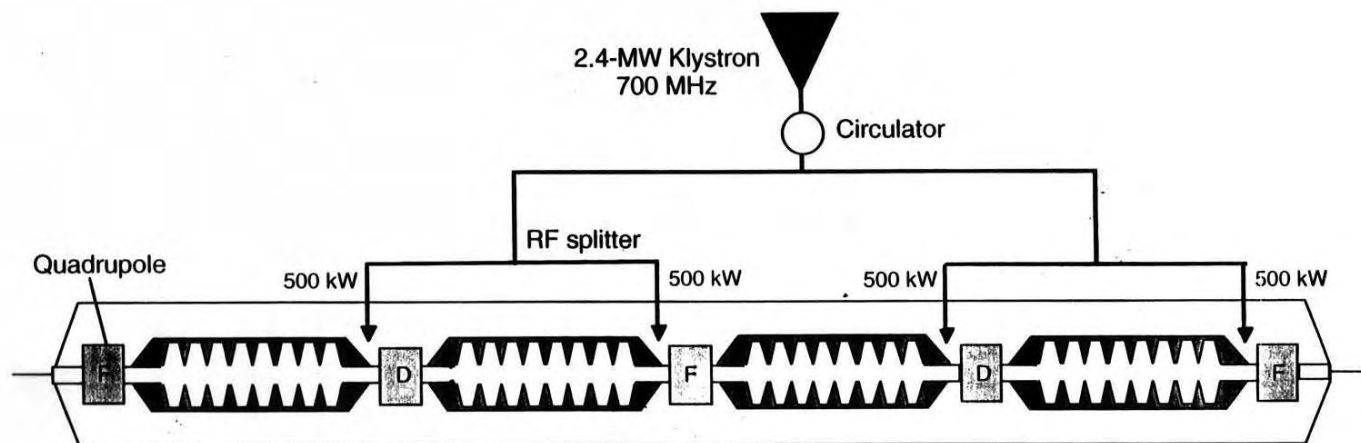 2.4-MW Klystron
700 MHz
Circulator
RF splitter
Quadrupole
500 kW
500 kW
500 kW
500 kW
F
D
F
D
F